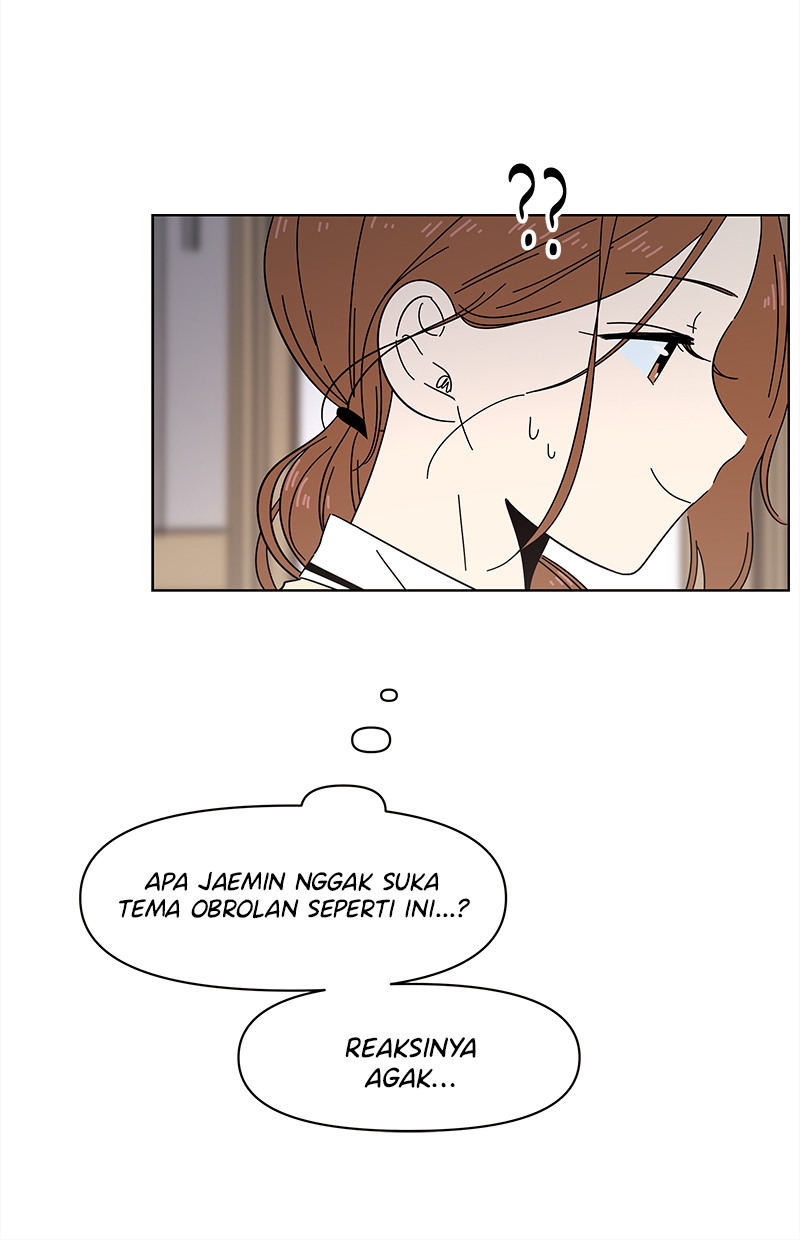 ??
APA JAEMIN NGGAK SUKA
TEMA OBROLAN SEPERTI INI...?
REAKSINYA
AGAK...